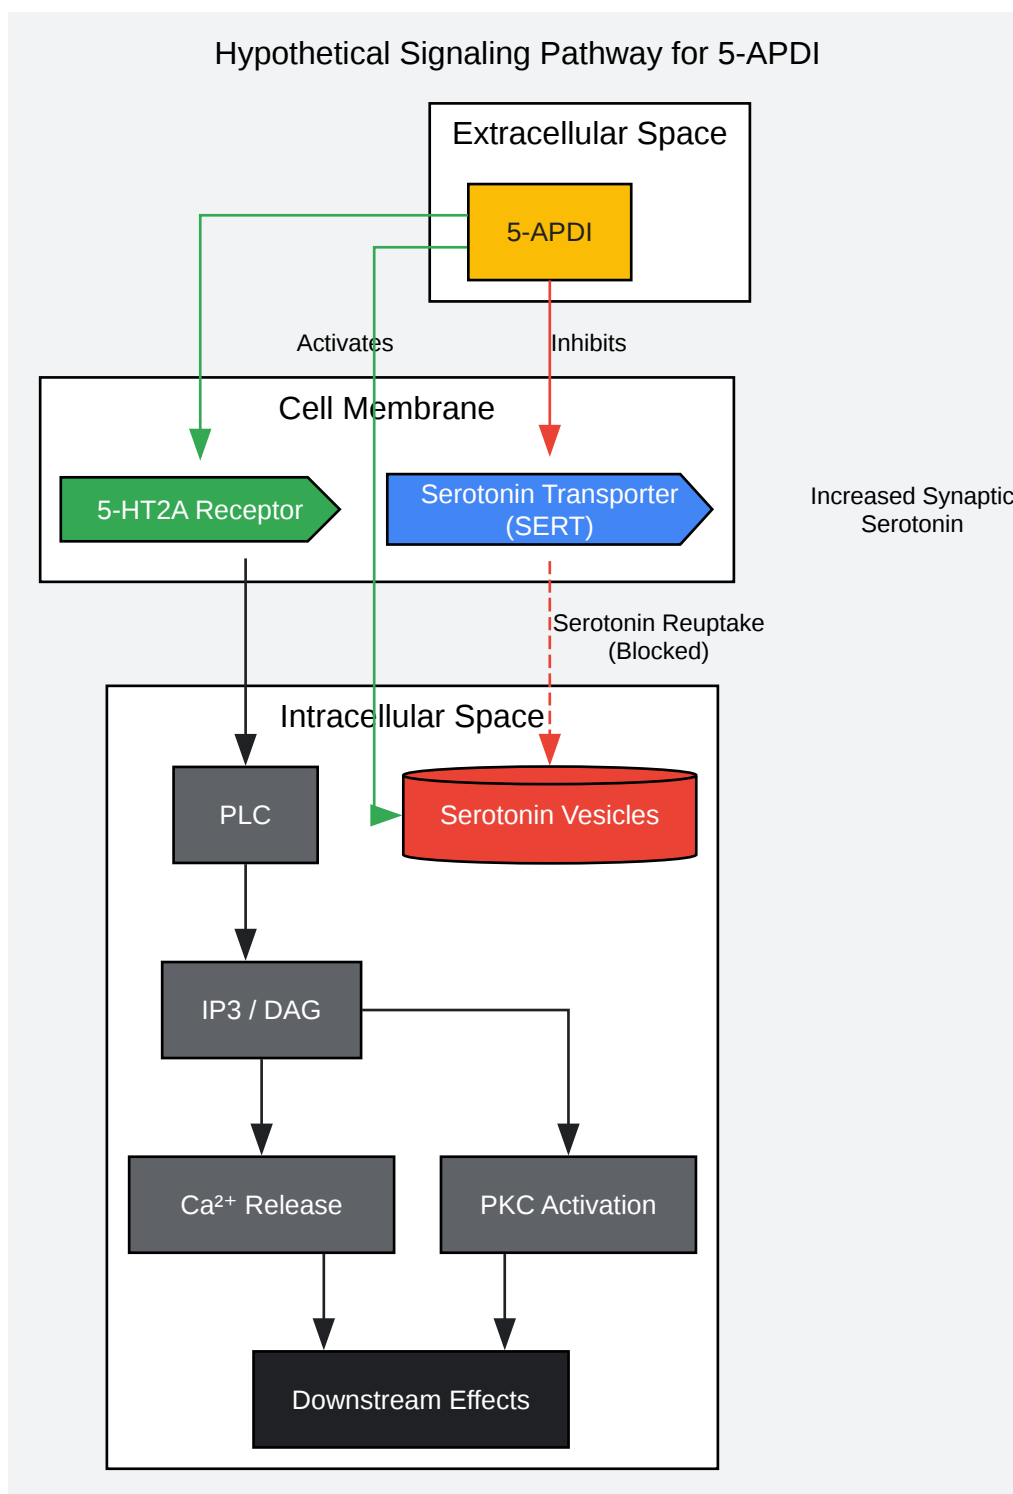 Hypothetical Signaling Pathway for 5-APDI
Extracellular Space
5-APDI
Activates
Inhibits
Cell Membrane
5-HT2A Receptor
Serotonin Transporter
(SERT)
Increased Synaptic
Serotonin
Serotonin Reuptake
(Blocked)
Intracellular Space
PLC
Serotonin Vesicles
IP3 / DAG
Ca²⁺ Release
PKC Activation
Downstream Effects